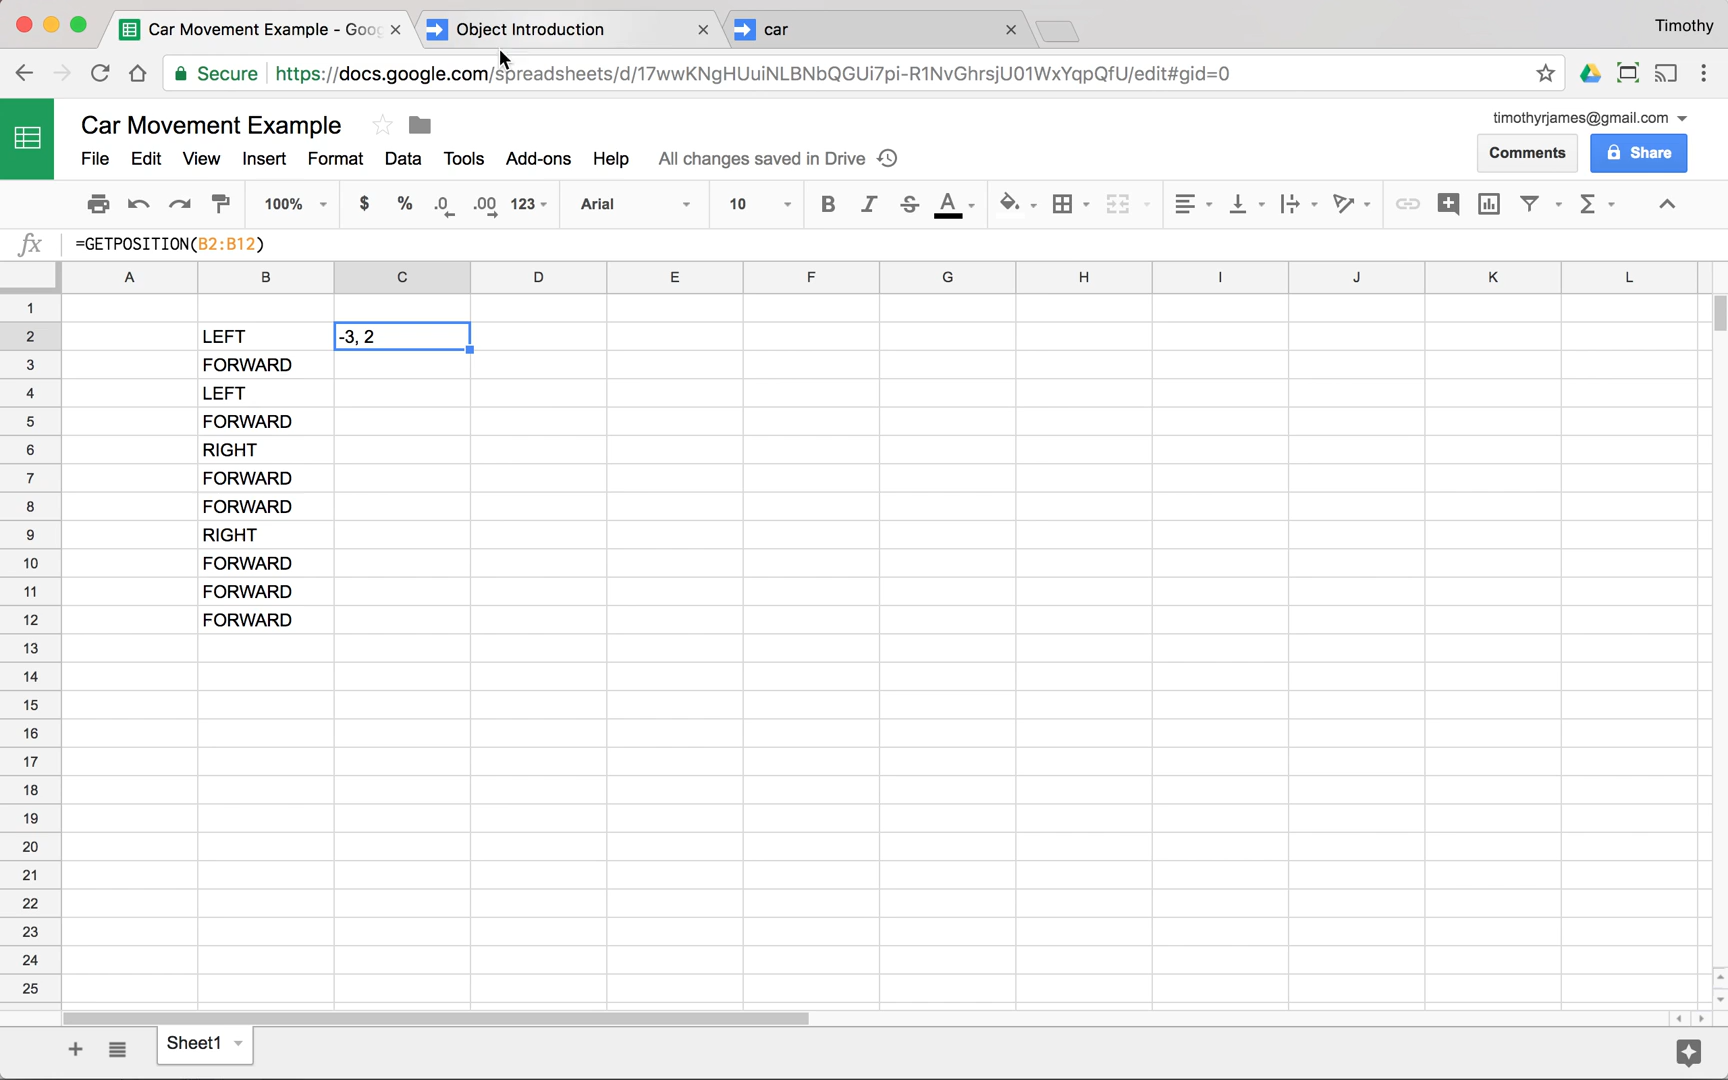 Car Movement Example - Goog
Object Introduction
car
Timothy
Secure
https://docs.google.com/spreadsheets/d/17wwKNgHUuiNLBNbQGUi7pi-R1NvGhrsjU01WxYqpQfU/edit#gid=0
Car Movement Example
timothyrjames@gmail.com
File Edit View Insert Format Data Tools Add-ons Help All changes saved in Drive
Comments
Share
100% $ % .0 .00 123 Arial 10 B I S A Σ
fx =GETPOSITION(B2:B12)
A B C D E F G H I J K L
1
2 LEFT -3, 2
3 FORWARD
4 LEFT
5 FORWARD
6 RIGHT
7 FORWARD
8 FORWARD
9 RIGHT
10 FORWARD
11 FORWARD
12 FORWARD
13
14
15
16
17
18
19
20
21
22
23
24
25
Sheet1